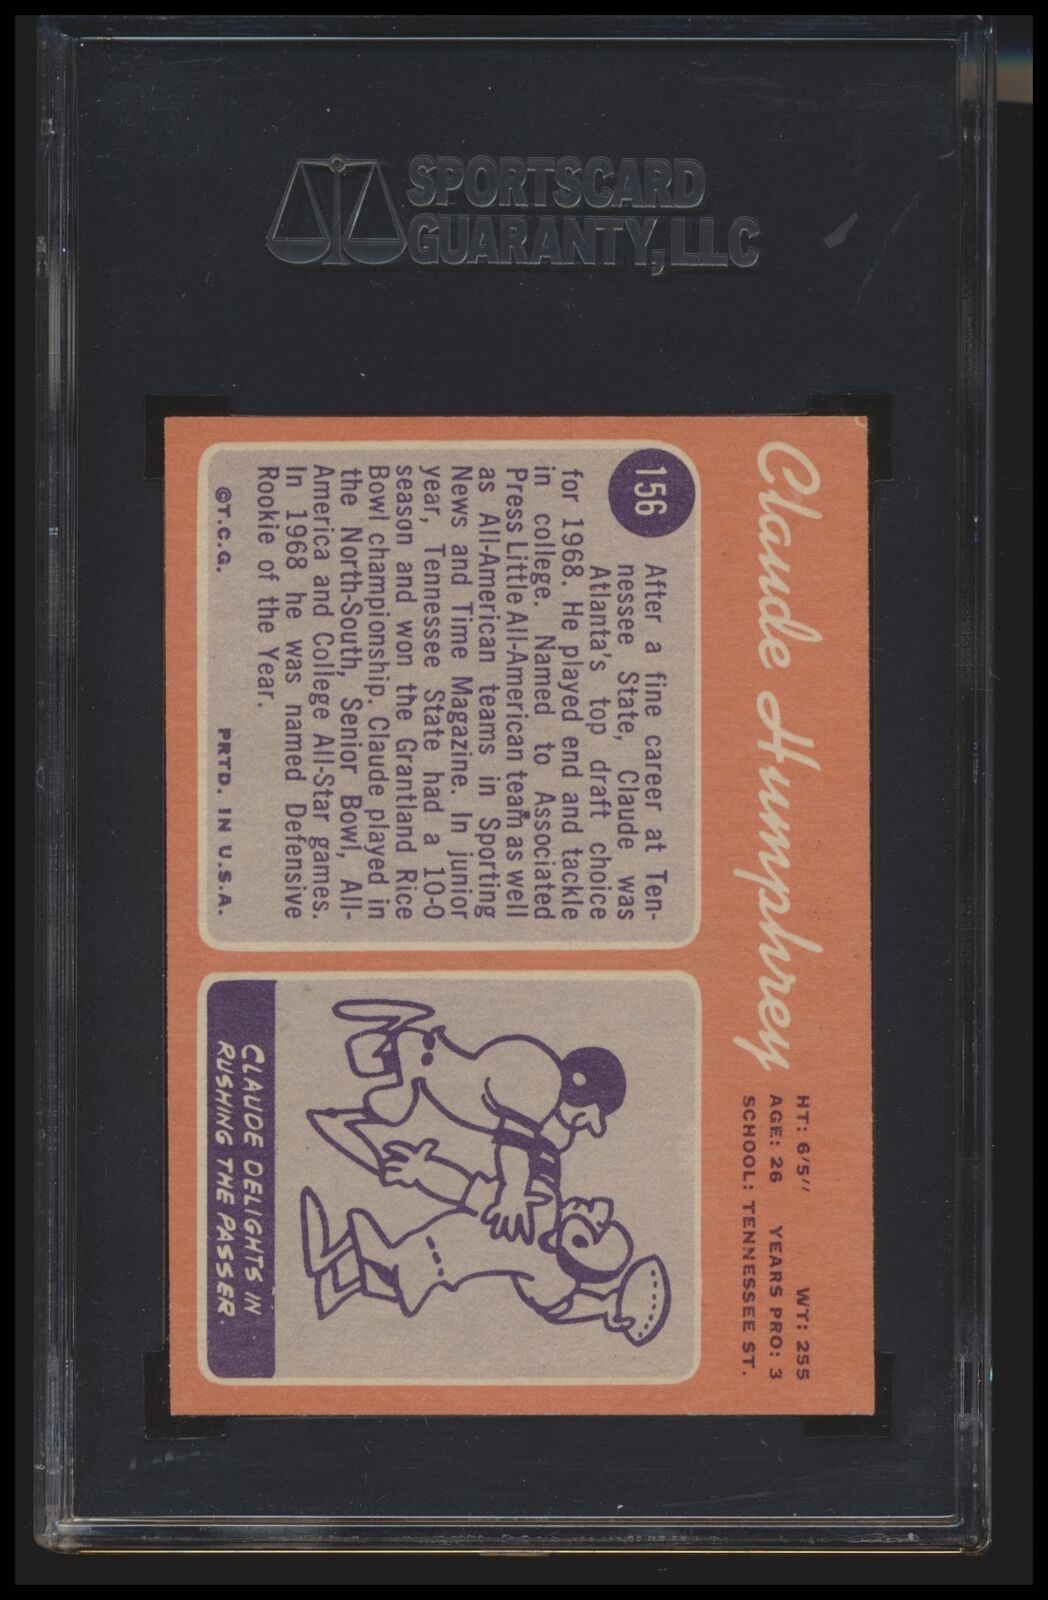 SPORTSCARD
GUARANTY, LLC
Claude Humphrey
HT: 6'5" WT: 255
AGE: 26 YEARS PRO: 3
SCHOOL: TENNESSEE ST.
156
After a fine career at Ten-
nessee State, Claude was
Atlanta's top draft choice
for 1968. He played end and tackle
in college. Named to Associated
Press Little All-American team as well
as All-American teams in Sporting
News and Time Magazine. In junior
year, Tennessee State had a 10-0
season and won the Grantland Rice
Bowl championship. Claude played in
the North-South, Senior Bowl, All-
America and College All-Star games.
In 1968 he was named Defensive
Rookie of the Year.
©T.C.G. PRTD. IN U.S.A.
CLAUDE DELIGHTS IN
RUSHING THE PASSER.